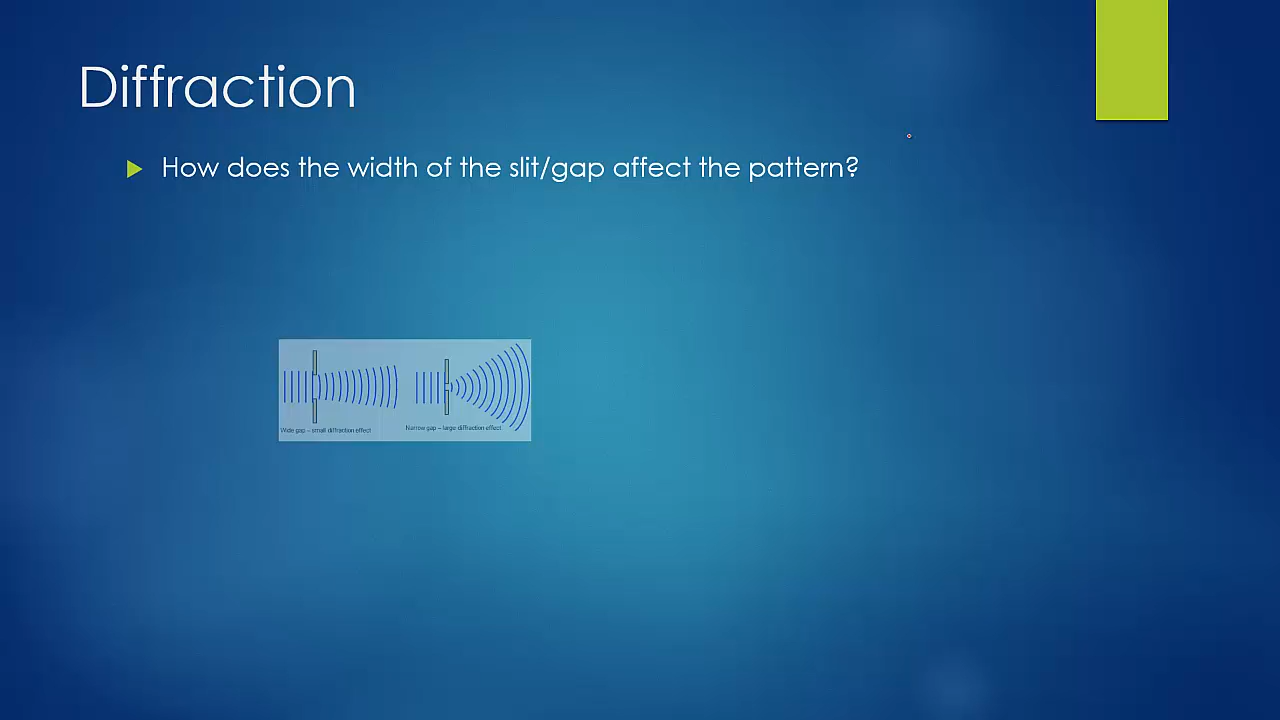 Diffraction
How does the width of the slit/gap affect the pattern?
Wide gap – small diffraction effect
Narrow gap – large diffraction effect